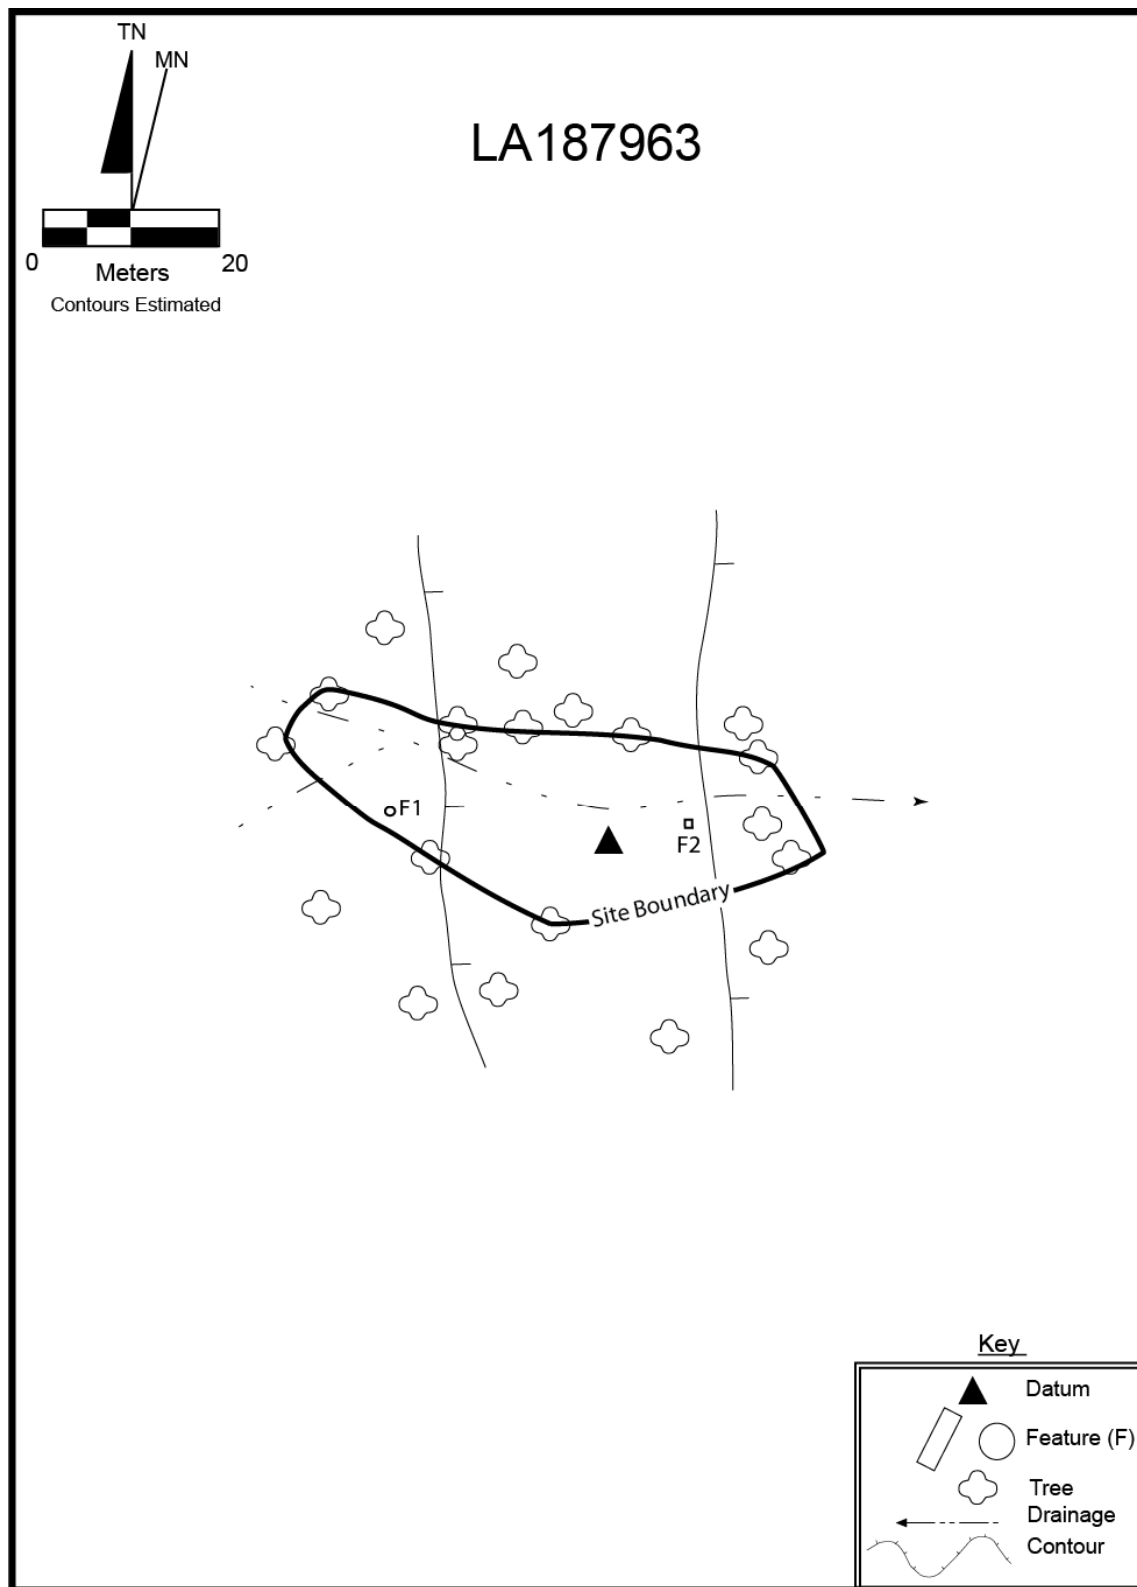 TN
MN
LA187963
0
20
Meters
Contours Estimated
F1
F2
Site Boundary
Key
Datum
Feature (F)
Tree
Drainage
Contour